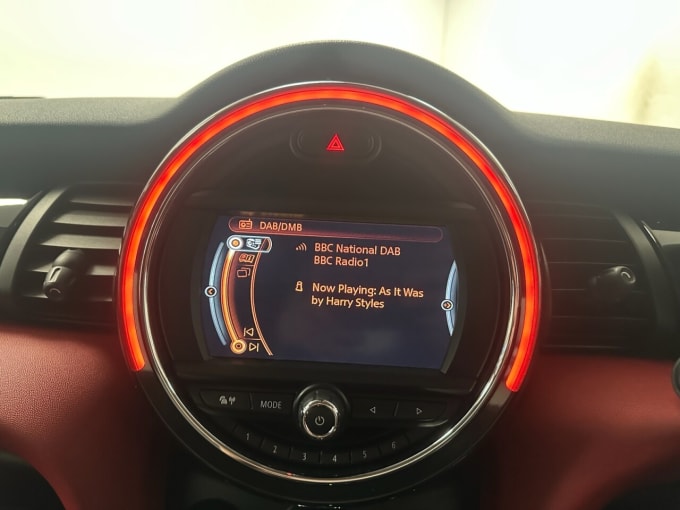 DAB/DMB
BBC National DAB
BBC Radio1
Now Playing: As It Was
by Harry Styles
MODE
1 2 3 4 5 6